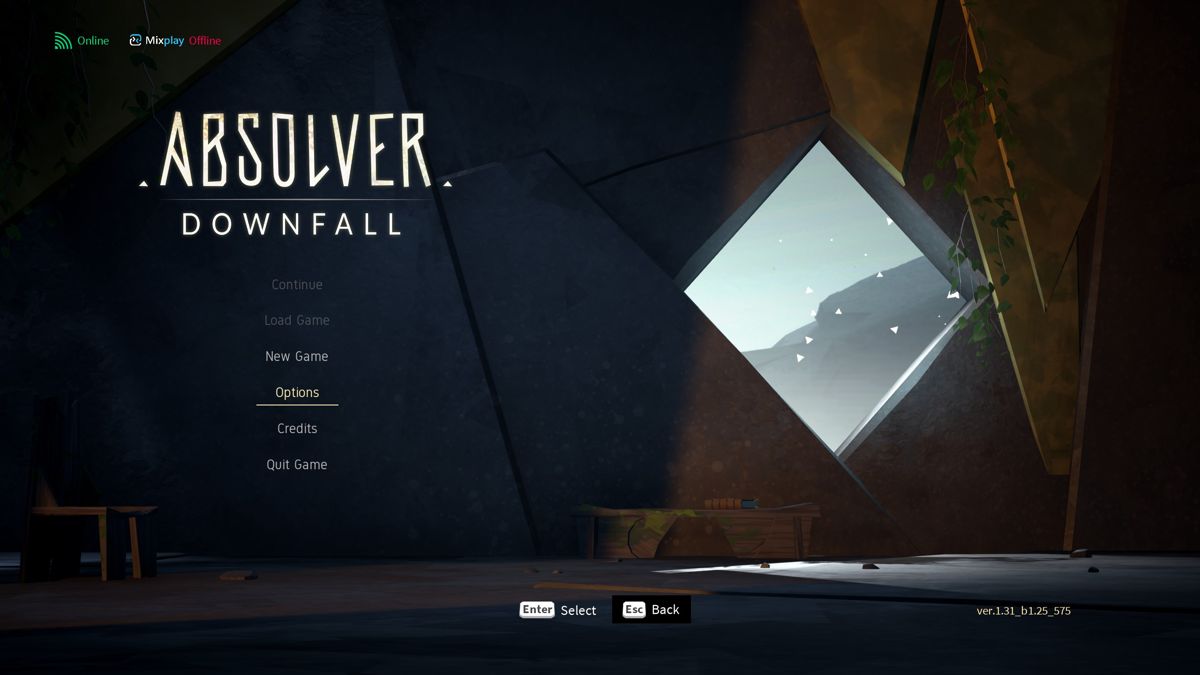 Online Mixplay Offline
ABSOLVER
DOWNFALL
Continue
Load Game
New Game
Options
Credits
Quit Game
Enter Select Esc Back
ver.1.31_b1.25_575